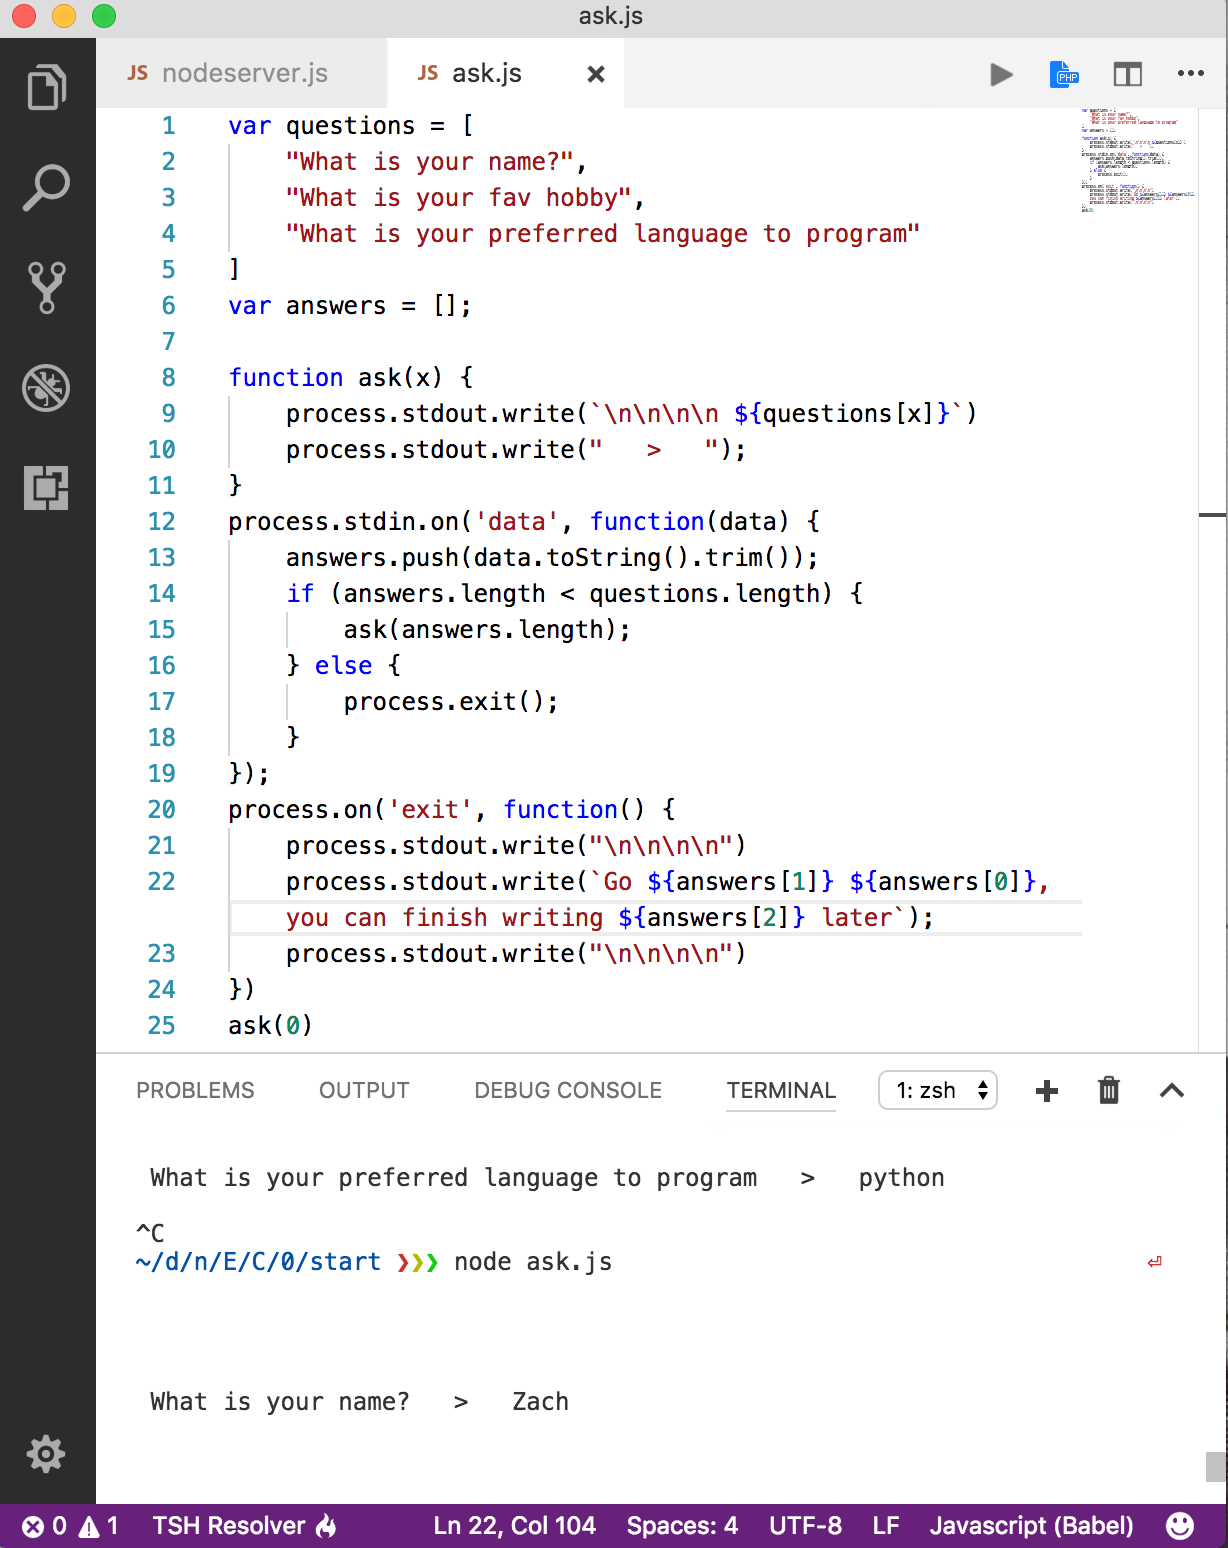 ask.js
JS nodeserver.js JS ask.js
PHP
1 var questions = [
2 "What is your name?",
3 "What is your fav hobby",
4 "What is your preferred language to program"
5 ]
6 var answers = [];
7
8 function ask(x) {
9 process.stdout.write(`\n\n\n\n ${questions[x]}`)
10 process.stdout.write("   >   ");
11 }
12 process.stdin.on('data', function(data) {
13 answers.push(data.toString().trim());
14 if (answers.length < questions.length) {
15 ask(answers.length);
16 } else {
17 process.exit();
18 }
19 });
20 process.on('exit', function() {
21 process.stdout.write("\n\n\n\n")
22 process.stdout.write(`Go ${answers[1]} ${answers[0]},
you can finish writing ${answers[2]} later`);
23 process.stdout.write("\n\n\n\n")
24 })
25 ask(0)
PROBLEMS OUTPUT DEBUG CONSOLE TERMINAL 1: zsh
What is your preferred language to program > python
^C
~/d/n/E/C/0/start ❯❯❯ node ask.js ⏎
What is your name? > Zach
0 1 TSH Resolver Ln 22, Col 104 Spaces: 4 UTF-8 LF Javascript (Babel)